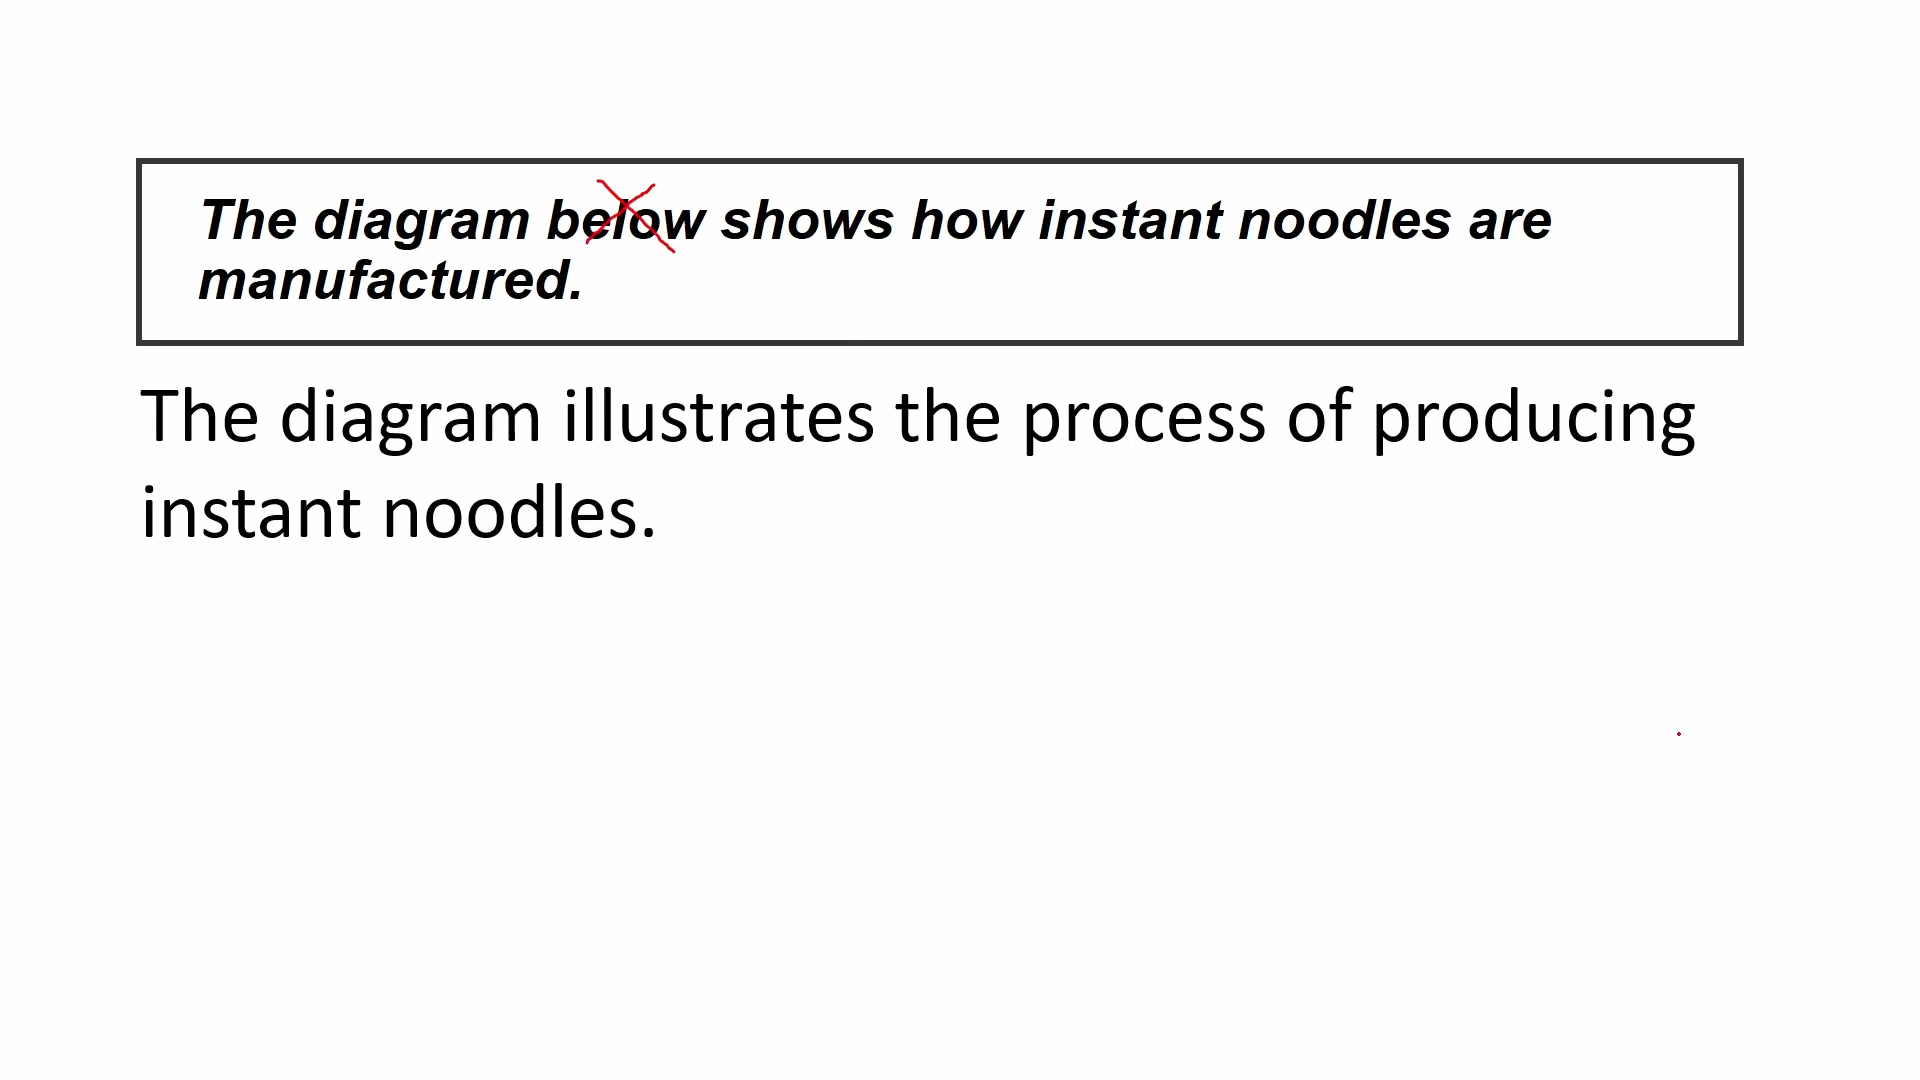 The diagram below shows how instant noodles are
manufactured.
The diagram illustrates the process of producing
instant noodles.